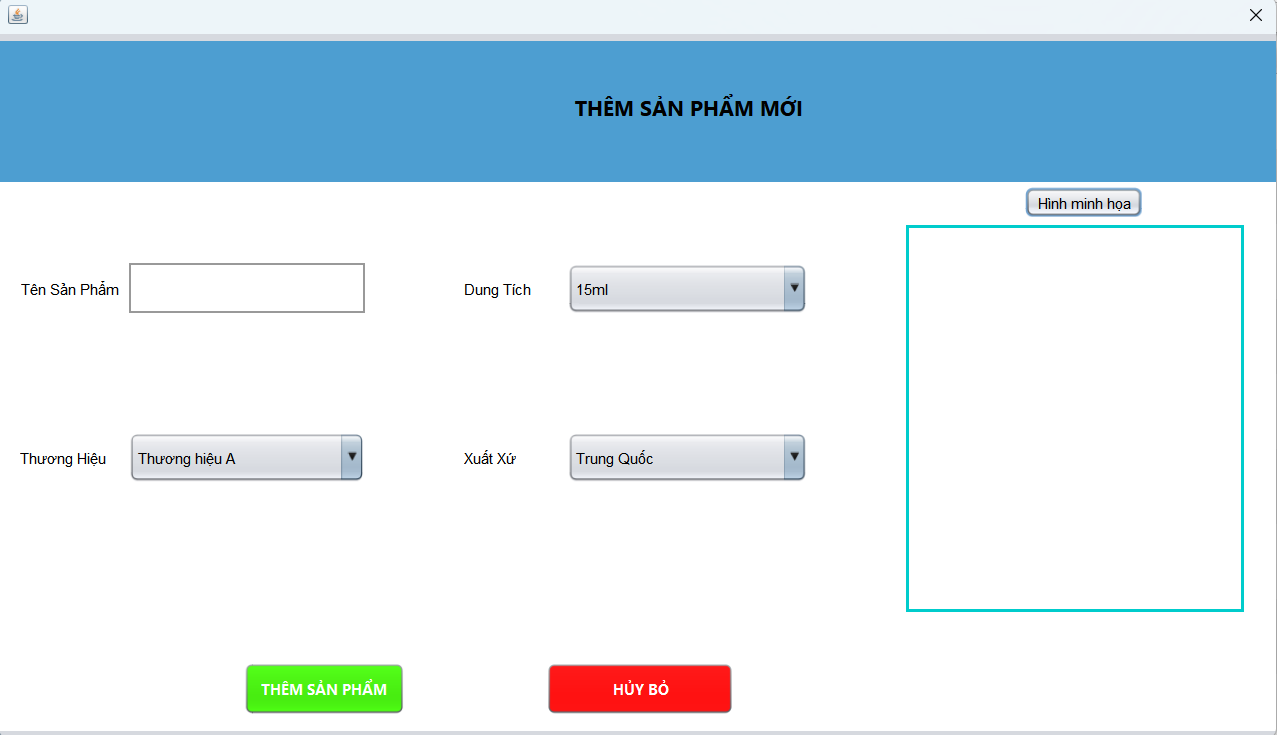 THÊM SẢN PHẨM MỚI
Hình minh họa
Tên Sản Phẩm
Dung Tích
15ml
Thương Hiệu
Thương hiệu A
Xuất Xứ
Trung Quốc
THÊM SẢN PHẨM
HỦY BỎ